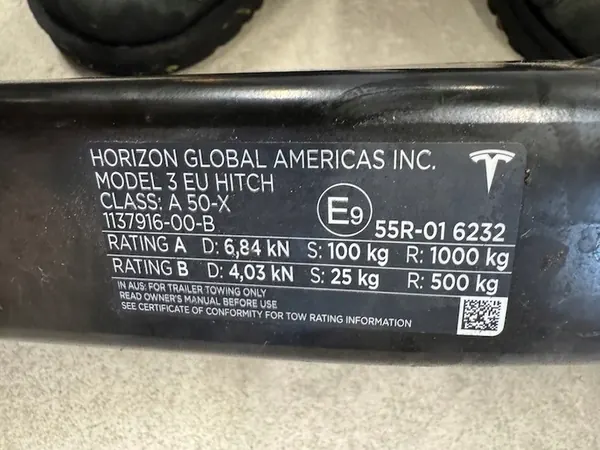 HORIZON GLOBAL AMERICAS INC.
MODEL 3 EU HITCH
CLASS: A 50-X
1137916-00-B
E9 55R-01 6232
RATING A D: 6,84 kN S: 100 kg R: 1000 kg
RATING B D: 4,03 kN S: 25 kg R: 500 kg
IN AUS: FOR TRAILER TOWING ONLY
READ OWNER'S MANUAL BEFORE USE
SEE CERTIFICATE OF CONFORMITY FOR TOW RATING INFORMATION